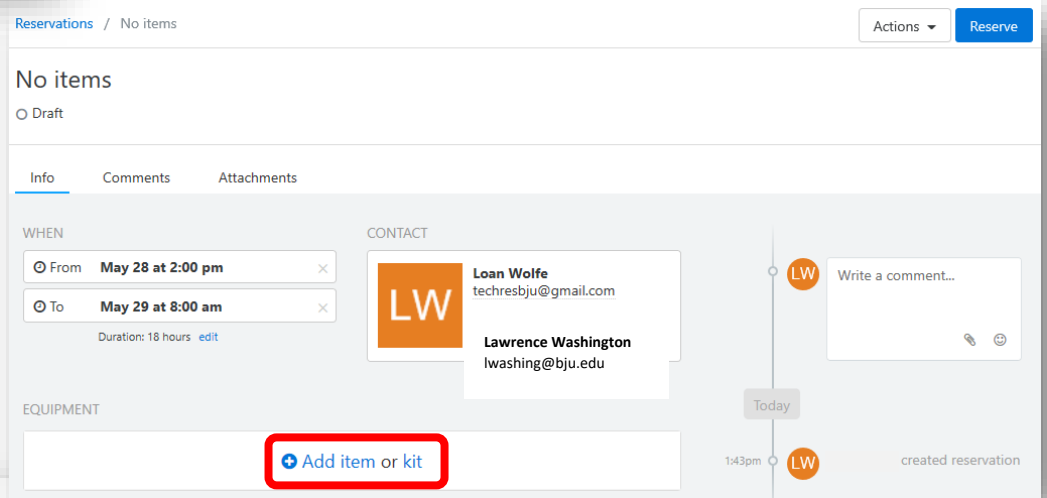 Reservations / No items
Actions
Reserve
No items
Draft
Info Comments Attachments
WHEN
From May 28 at 2:00 pm
To May 29 at 8:00 am
Duration: 18 hours edit
CONTACT
LW
Loan Wolfe
techresbju@gmail.com
Lawrence Washington
lwashing@bju.edu
EQUIPMENT
Add item or kit
LW
Write a comment...
Today
1:43pm
LW
created reservation